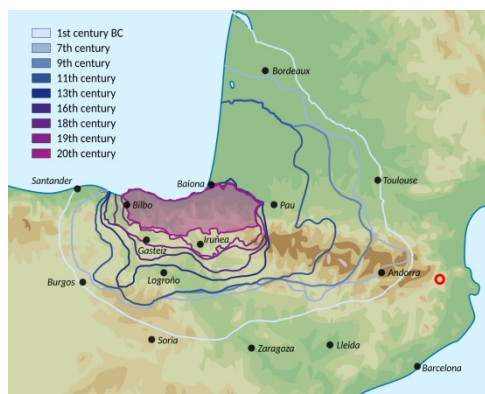 1st century BC
7th century
9th century
11th century
13th century
16th century
18th century
19th century
20th century
Bordeaux
Santander
Baiona
Toulouse
Bilbo
Pau
Iruñea
Gasteiz
Andorra
Burgos
Logroño
Soria
Zaragoza
Lleida
Barcelona